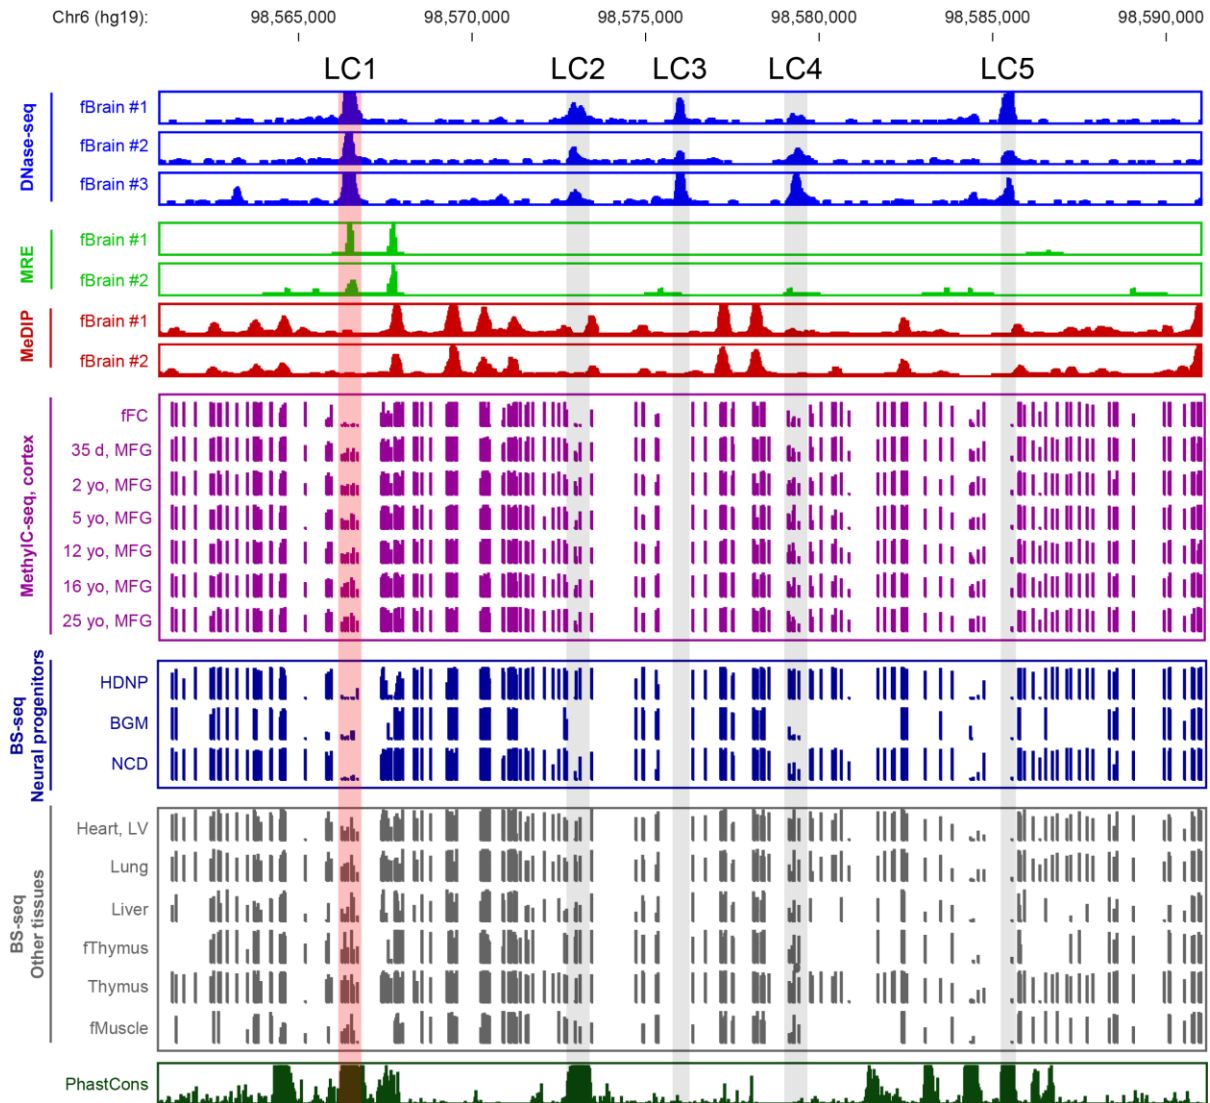 Chr6 (hg19): 98,565,000 98,570,000 98,575,000 98,580,000 98,585,000 98,590,000
LC1 LC2 LC3 LC4 LC5
DNase-seq
fBrain #1
fBrain #2
fBrain #3
MRE
fBrain #1
fBrain #2
MeDIP
fBrain #1
fBrain #2
MethylC-seq, cortex
fFC
35 d, MFG
2 yo, MFG
5 yo, MFG
12 yo, MFG
16 yo, MFG
25 yo, MFG
BS-seq
Neural progenitors
HDNP
BGM
NCD
BS-seq
Other tissues
Heart, LV
Lung
Liver
fThymus
Thymus
fMuscle
PhastCons